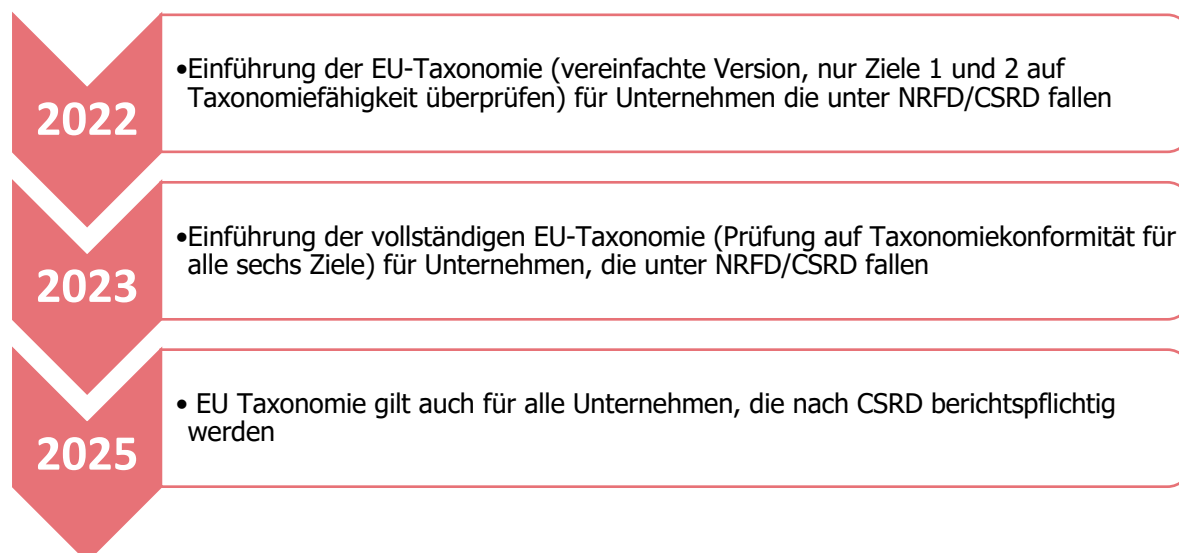 2022
•Einführung der EU-Taxonomie (vereinfachte Version, nur Ziele 1 und 2 auf
Taxonomiefähigkeit überprüfen) für Unternehmen die unter NRFD/CSRD fallen
2023
•Einführung der vollständigen EU-Taxonomie (Prüfung auf Taxonomiekonformität für
alle sechs Ziele) für Unternehmen, die unter NRFD/CSRD fallen
2025
• EU Taxonomie gilt auch für alle Unternehmen, die nach CSRD berichtspflichtig
werden